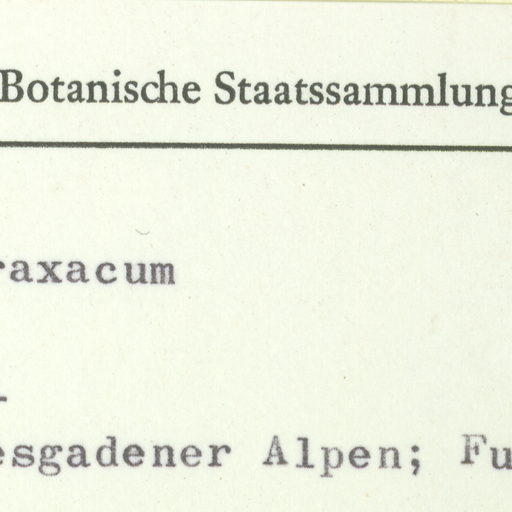 Botanische Staatssammlung
raxacum
esgadener Alpen; Fu